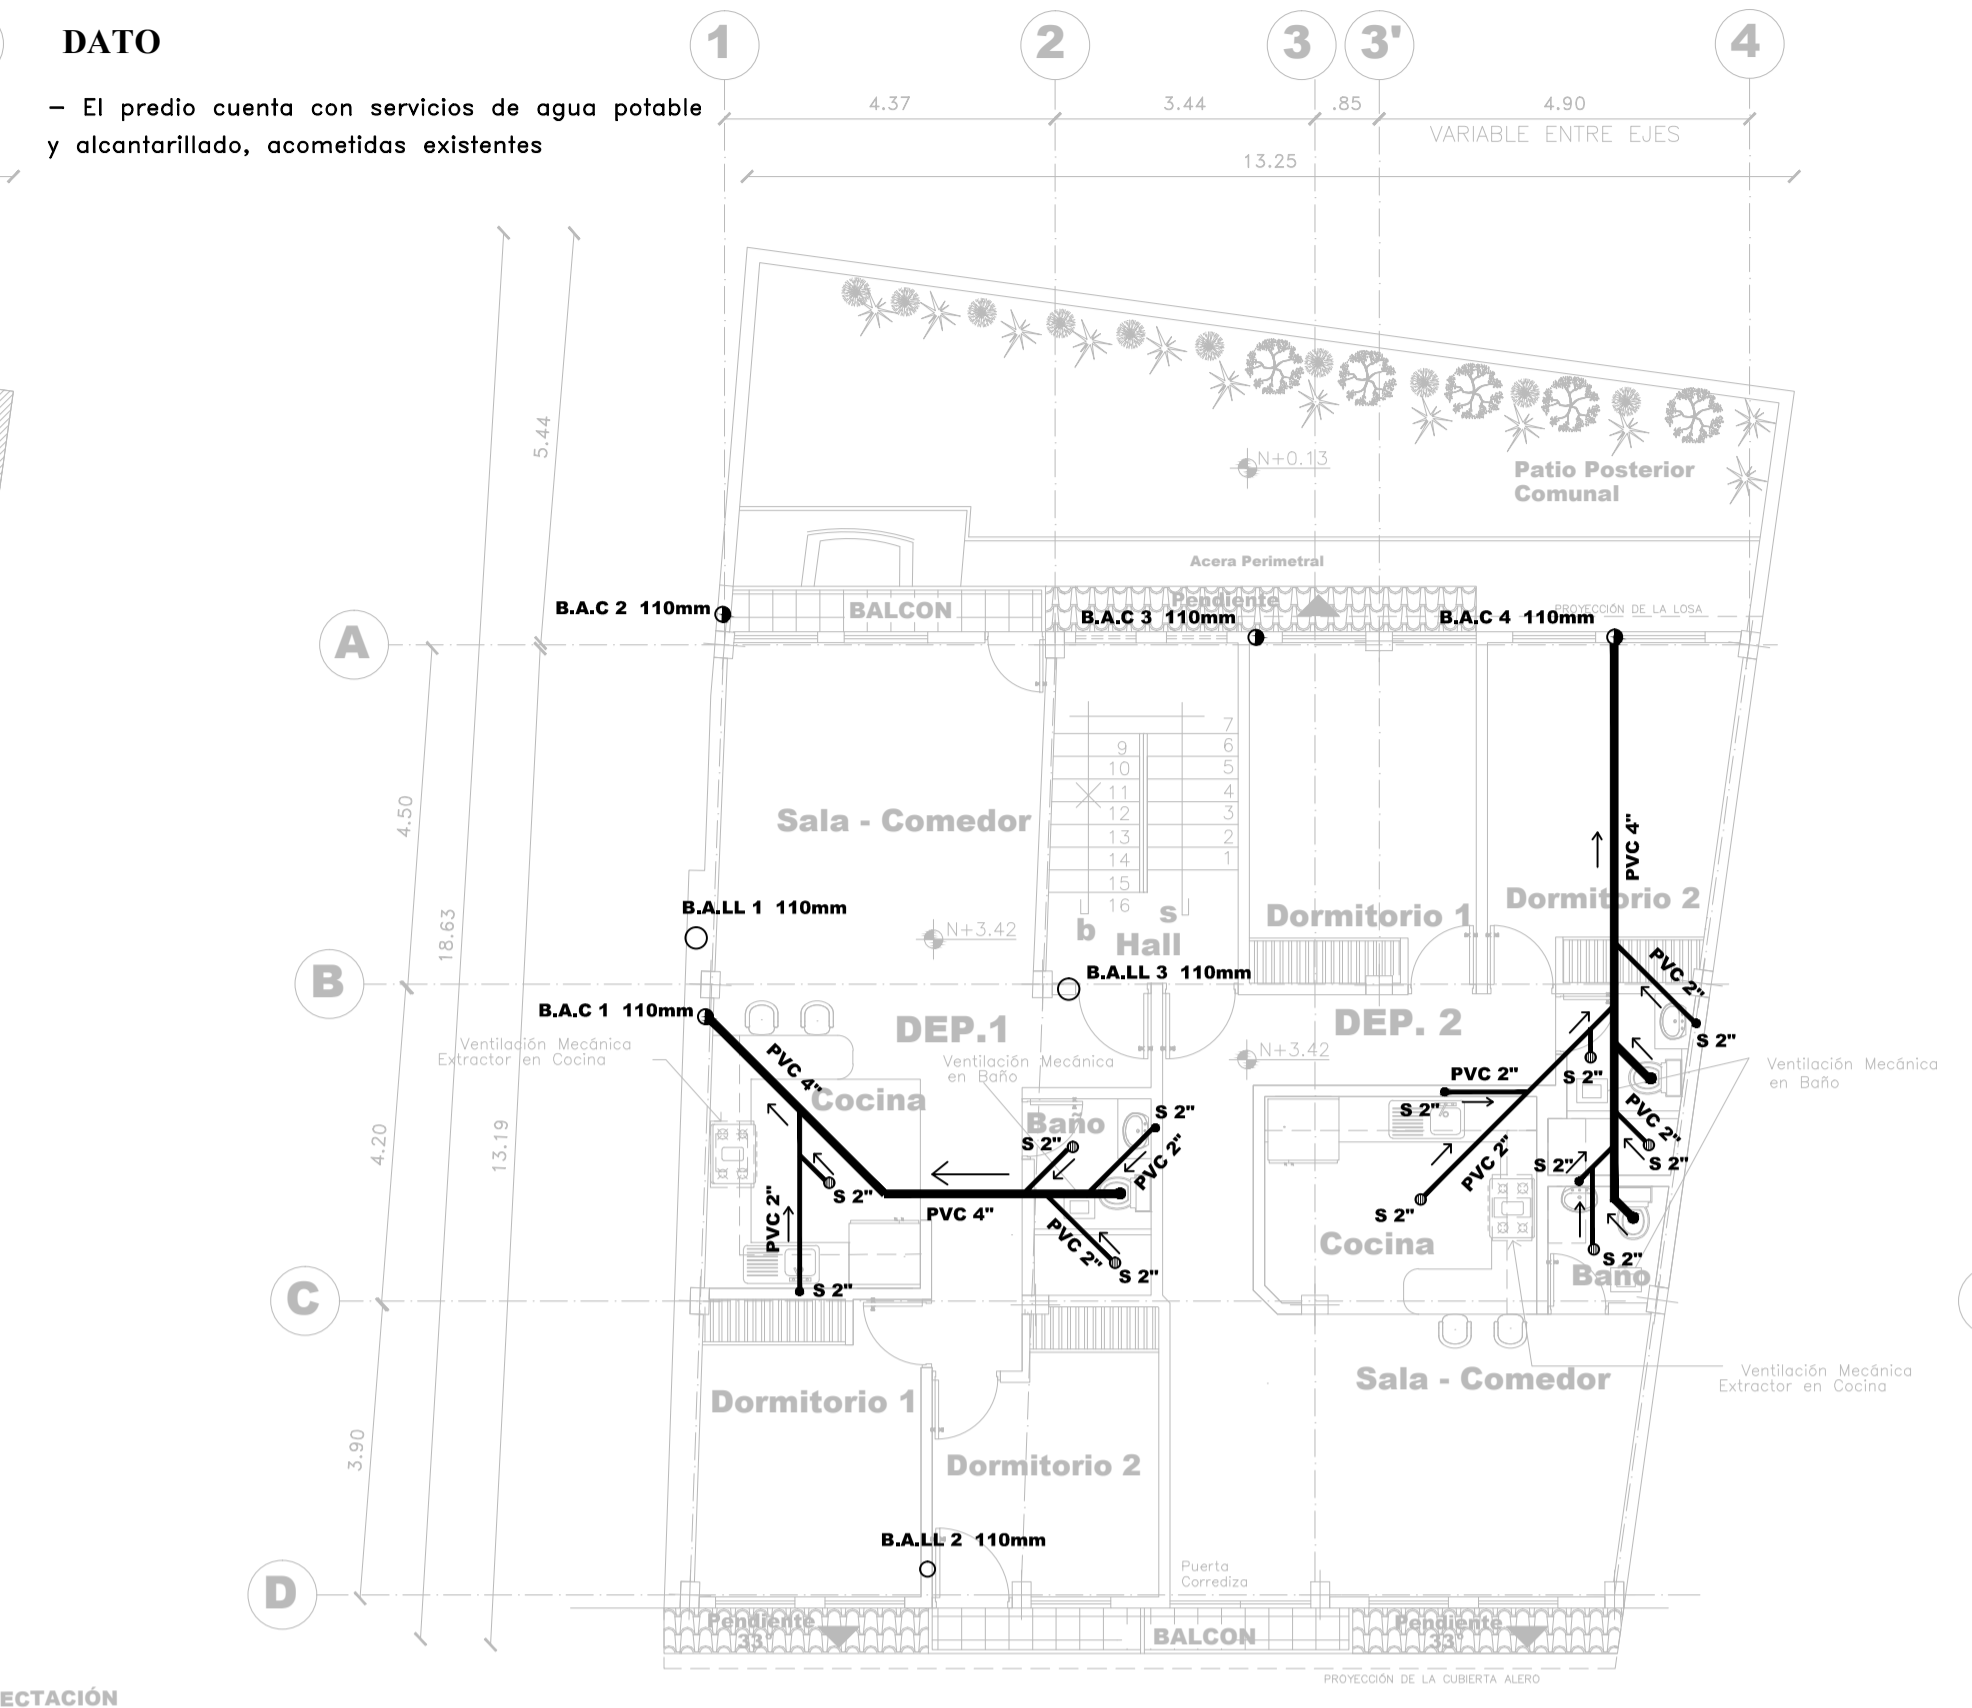 DATO
1
2
3
3'
4
– El predio cuenta con servicios de agua potable
y alcantarillado, acometidas existentes
4.37
3.44
.85
4.90
VARIABLE ENTRE EJES
13.25
5.44
N+0.13
Patio Posterior
Comunal
Acera Perimetral
B.A.C 2 110mm
BALCON
Pendiente
PROYECCIÓN DE LA LOSA
B.A.C 3 110mm
B.A.C 4 110mm
A
7
9
6
10
5
11
4
12
3
13
2
14
1
15
16
4.50
Sala - Comedor
PVC 4"
B.A.LL 1 110mm
Dormitorio 1
Dormitorio 2
18.63
N+3.42
b
s
Hall
B
B.A.LL 3 110mm
PVC 2"
B.A.C 1 110mm
DEP.1
DEP. 2
S 2"
Ventilación Mecánica
Extractor en Cocina
PVC 4"
Ventilación Mecánica
en Baño
N+3.42
Ventilación Mecánica
en Baño
PVC 2"
S 2"
S 2"
Cocina
Baño
S 2"
S 2"
PVC 2"
4.20
13.19
PVC 2"
PVC 2"
S 2"
S 2"
S 2"
PVC 2"
PVC 4"
PVC 2"
S 2"
Cocina
S 2"
Baño
S 2"
S 2"
C
Sala - Comedor
Ventilación Mecánica
Extractor en Cocina
Dormitorio 1
Dormitorio 2
3.90
B.A.LL 2 110mm
Puerta
Corrediza
D
Pendiente
33°
BALCON
Pendiente
33°
PROYECCIÓN DE LA CUBIERTA ALERO
ECTACIÓN